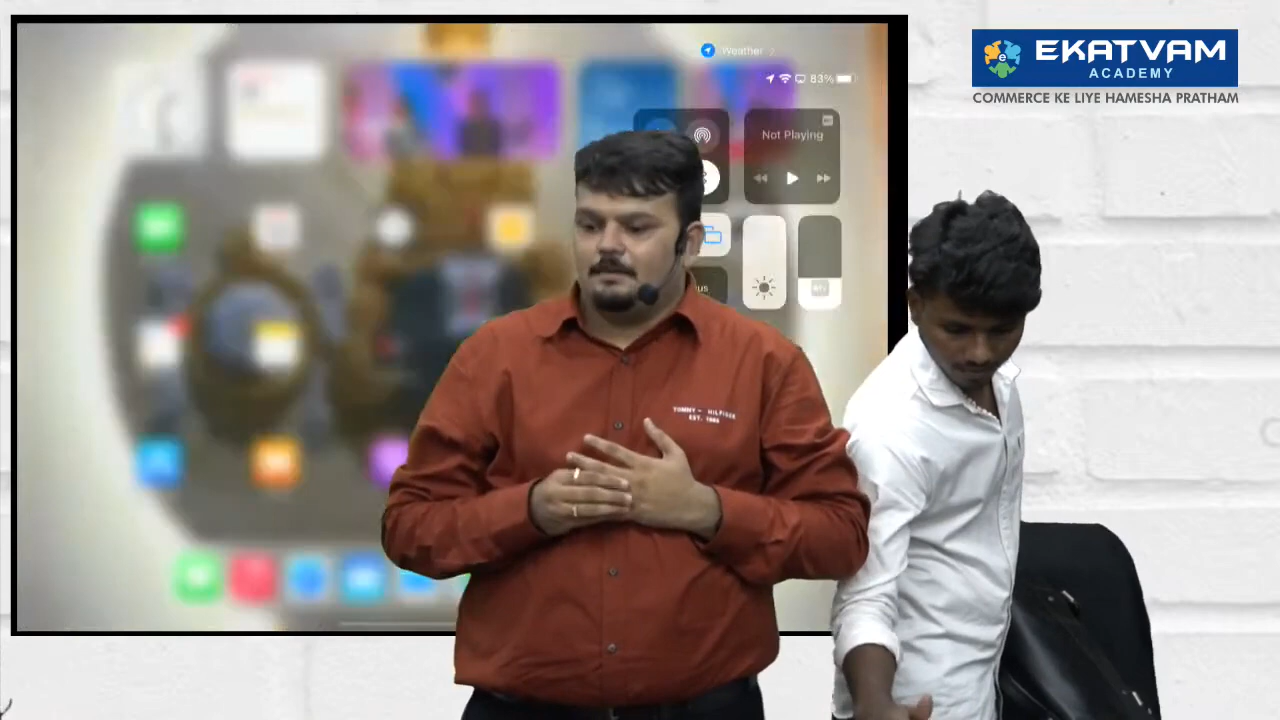 Weather
83%
Not Playing
EKATVAM
ACADEMY
COMMERCE KE LIYE HAMESHA PRATHAM
TOMMY HILFIGER
EST. 1985